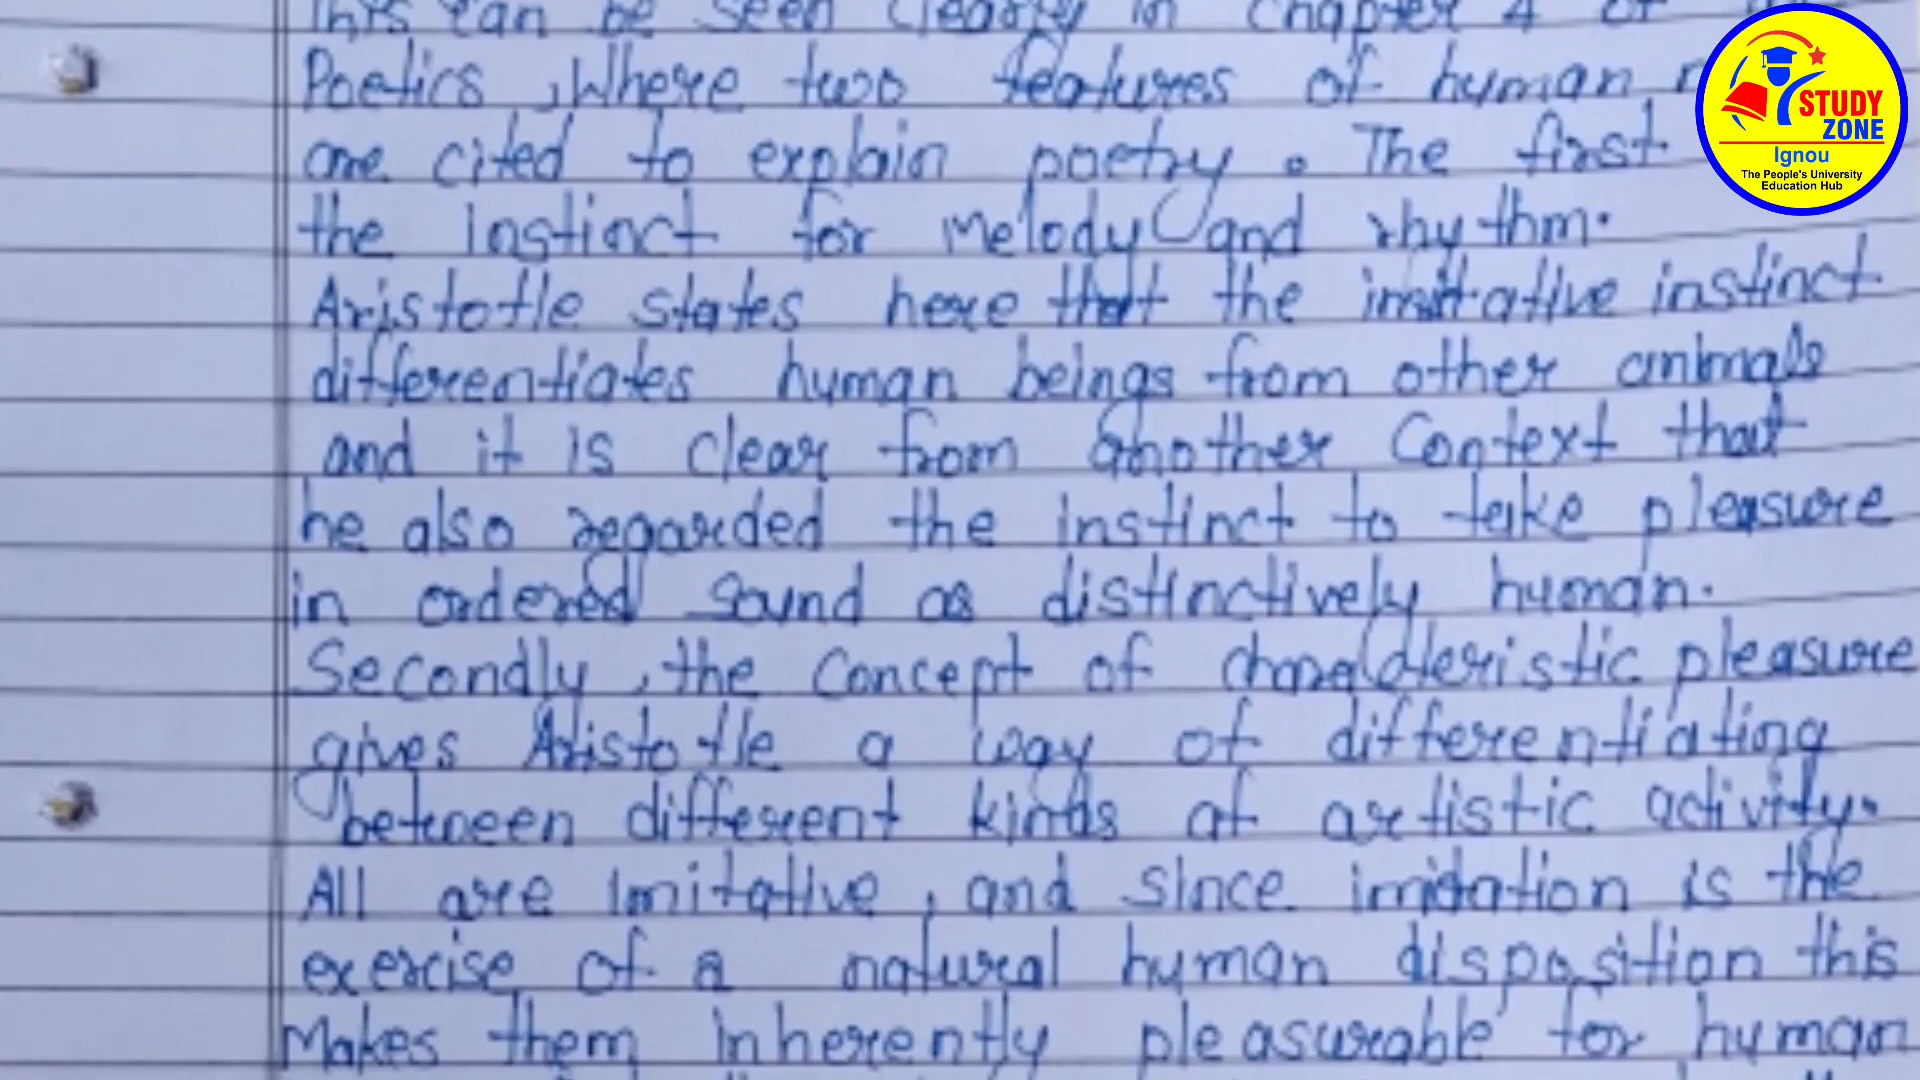 This can be seen clearly in chapter 4 of
Poetics, Where two features of human
are cited to explain poetry. The first
the instinct for Melody and rhythm.
Aristotle states here that the imitative instinct
differentiates human beings from other animals
and it is clear from another Context that
he also regarded the instinct to take pleasure
in ordered sound as distinctively human.
Secondly, the concept of characteristic pleasure
gives Aristotle a way of differentiating
between different kinds of artistic activity.
All are imitative, and since imitation is the
exercise of a natural human disposition this
Makes them inherently pleasurable for human
STUDY
ZONE
Ignou
The People's University
Education Hub